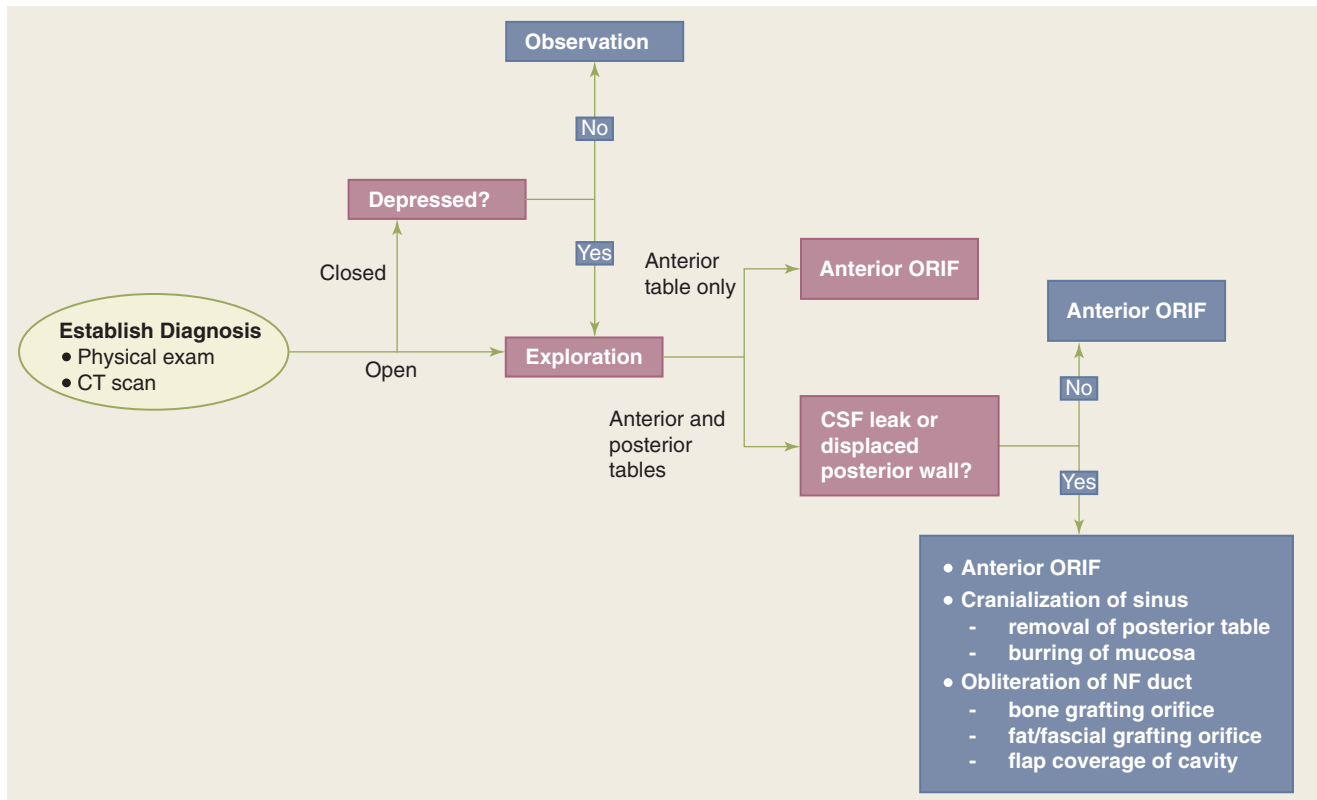 Observation
No
Depressed?
Yes
Closed
Anterior
table only
Anterior ORIF
Anterior ORIF
Establish Diagnosis
• Physical exam
• CT scan
Open
Exploration
No
Anterior and
posterior
tables
CSF leak or
displaced
posterior wall?
Yes
• Anterior ORIF
• Cranialization of sinus
- removal of posterior table
- burring of mucosa
• Obliteration of NF duct
- bone grafting orifice
- fat/fascial grafting orifice
- flap coverage of cavity